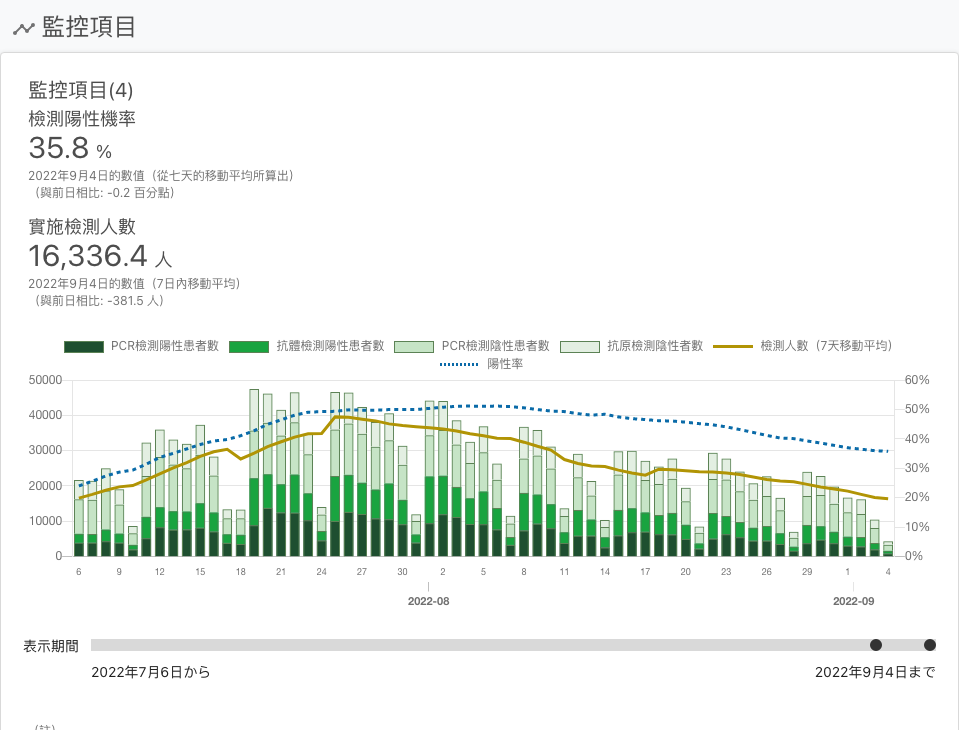 監控項目
監控項目(4)
檢測陽性機率
35.8 %
2022年9月4日的數值（從七天的移動平均所算出）
（與前日相比: -0.2 百分點）
實施檢測人數
16,336.4 人
2022年9月4日的數值（7日內移動平均）
（與前日相比: -381.5 人）
PCR檢測陽性患者數 抗體檢測陽性患者數 PCR檢測陰性患者數 抗原檢測陰性者數 檢測人數（7天移動平均）
陽性率
50000 60%
40000 50%
30000 40%
20000 30%
10000 20%
0 10%
0%
6 9 12 15 18 21 24 27 30 2 5 8 11 14 17 20 23 26 29 1 4
2022-08 2022-09
表示期間
2022年7月6日から 2022年9月4日まで
（註）